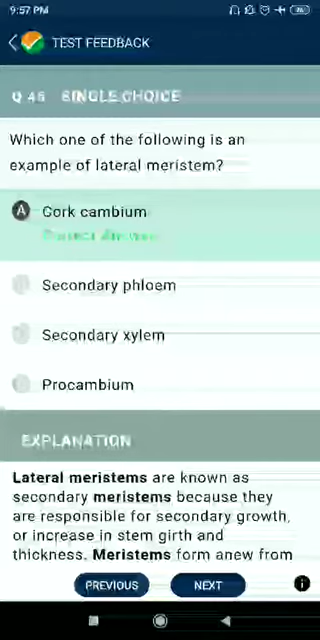 9:57 PM
TEST FEEDBACK
Q 45 SINGLE CHOICE
Which one of the following is an
example of lateral meristem?
A Cork cambium
Correct Answer
Secondary phloem
Secondary xylem
Procambium
EXPLANATION
Lateral meristems are known as
secondary meristems because they
are responsible for secondary growth,
or increase in stem girth and
thickness. Meristems form anew from
PREVIOUS
NEXT